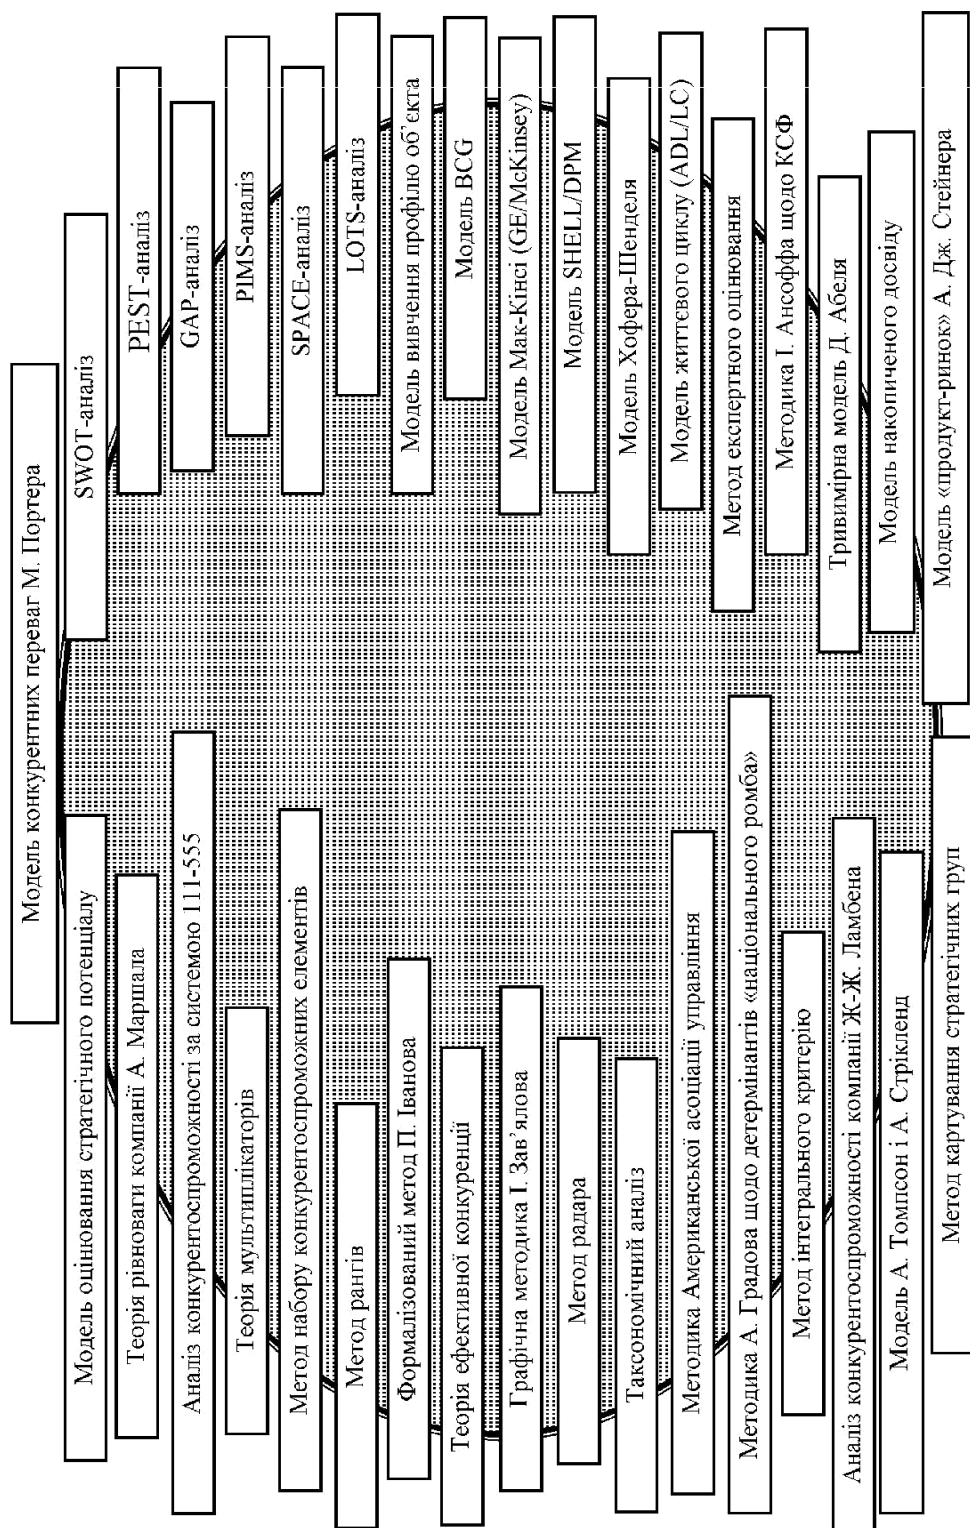 Модель конкурентних переваг М. Портера
Модель оцінювання стратегічного потенціалу
SWOT-аналіз
Теорія рівноваги компанії А. Маршала
PEST-аналіз
Аналіз конкурентоспроможності за системою 111-555
GAP-аналіз
Теорія мультиплікаторів
PIMS-аналіз
Метод набору конкурентоспроможних елементів
SPACE-аналіз
Метод рангів
LOTS-аналіз
Формалізований метод П. Іванова
Модель вивчення профілю об’єкта
Теорія ефективної конкуренції
Модель BCG
Графічна методика І. Зав’ялова
Модель Мак-Кінсі (GE/McKinsey)
Метод радара
Модель SHELL/DPM
Таксономічний аналіз
Модель Хофера-Шенделя
Методика Американської асоціації управління
Модель життєвого циклу (ADL/LC)
Методика А. Градова щодо детермінантів «національного ромба»
Метод експертного оцінювання
Метод інтегрального критерію
Методика І. Ансоффа щодо КСФ
Аналіз конкурентоспроможності компанії Ж-Ж. Ламбена
Тривимірна модель Д. Абеля
Модель А. Томпсон і А. Стрікленд
Модель накопиченого досвіду
Метод картування стратегічних груп
Модель «продукт-ринок» А. Дж. Стейнера